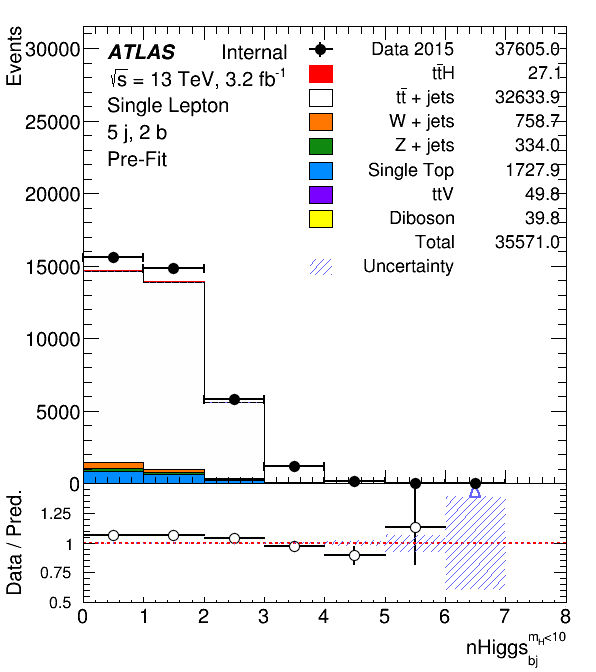 Events
30000
25000
20000
15000
10000
5000
0
ATLAS Internal
√s = 13 TeV, 3.2 fb⁻¹
Single Lepton
5 j, 2 b
Pre-Fit
Data 2015 37605.0
tt̄H 27.1
tt̄ + jets 32633.9
W + jets 758.7
Z + jets 334.0
Single Top 1727.9
ttV 49.8
Diboson 39.8
Total 35571.0
Uncertainty
Data / Pred.
1.25
1
0.75
0.5
0 1 2 3 4 5 6 7 8
nHiggs_bj^{m_H<10}